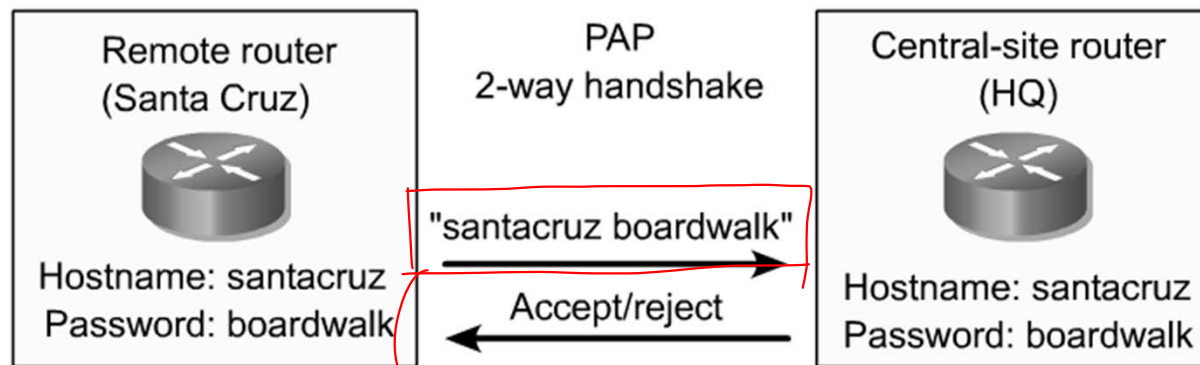 Remote router
(Santa Cruz)
Hostname: santacruz
Password: boardwalk
PAP
2-way handshake
"santacruz boardwalk"
Accept/reject
Central-site router
(HQ)
Hostname: santacruz
Password: boardwalk